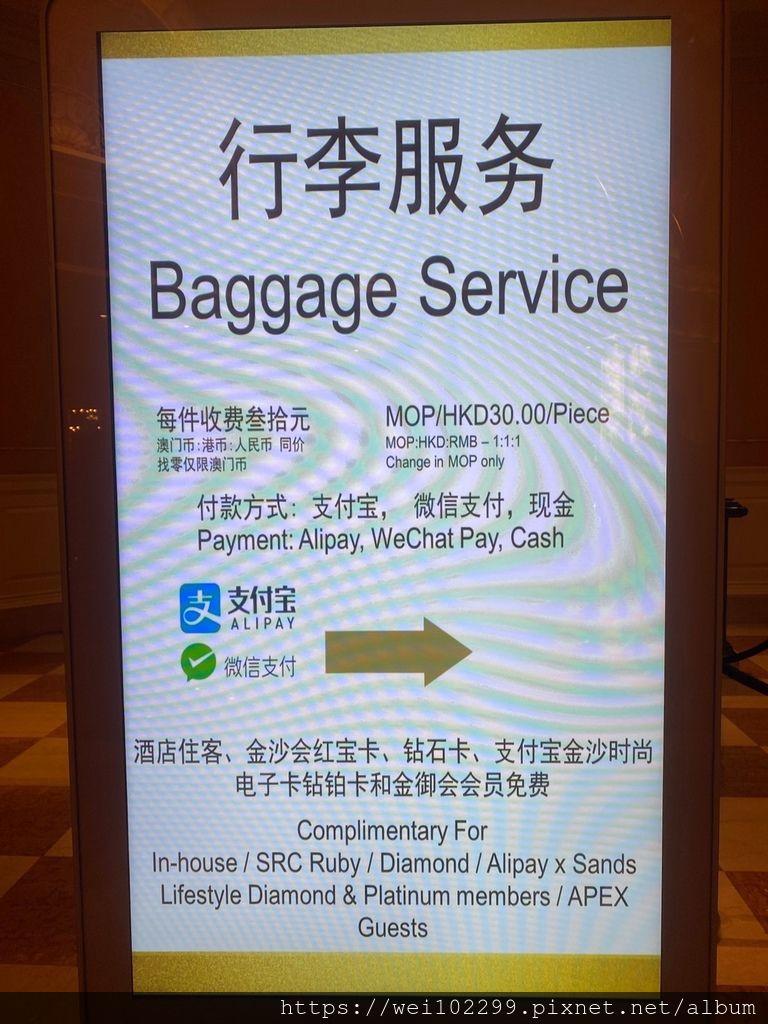 行李服务
Baggage Service
每件收费叁拾元
澳门币:港币:人民币 同价
找零仅限澳门币
MOP/HKD30.00/Piece
MOP:HKD:RMB – 1:1:1
Change in MOP only
付款方式：支付宝， 微信支付，现金
Payment: Alipay, WeChat Pay, Cash
支 支付宝
ALIPAY
微信支付
酒店住客、金沙会红宝卡、钻石卡、支付宝金沙时尚
电子卡钻铂卡和金御会会员免费
Complimentary For
In-house / SRC Ruby / Diamond / Alipay x Sands
Lifestyle Diamond & Platinum members / APEX
Guests
https://wei102299.pixnet.net/album